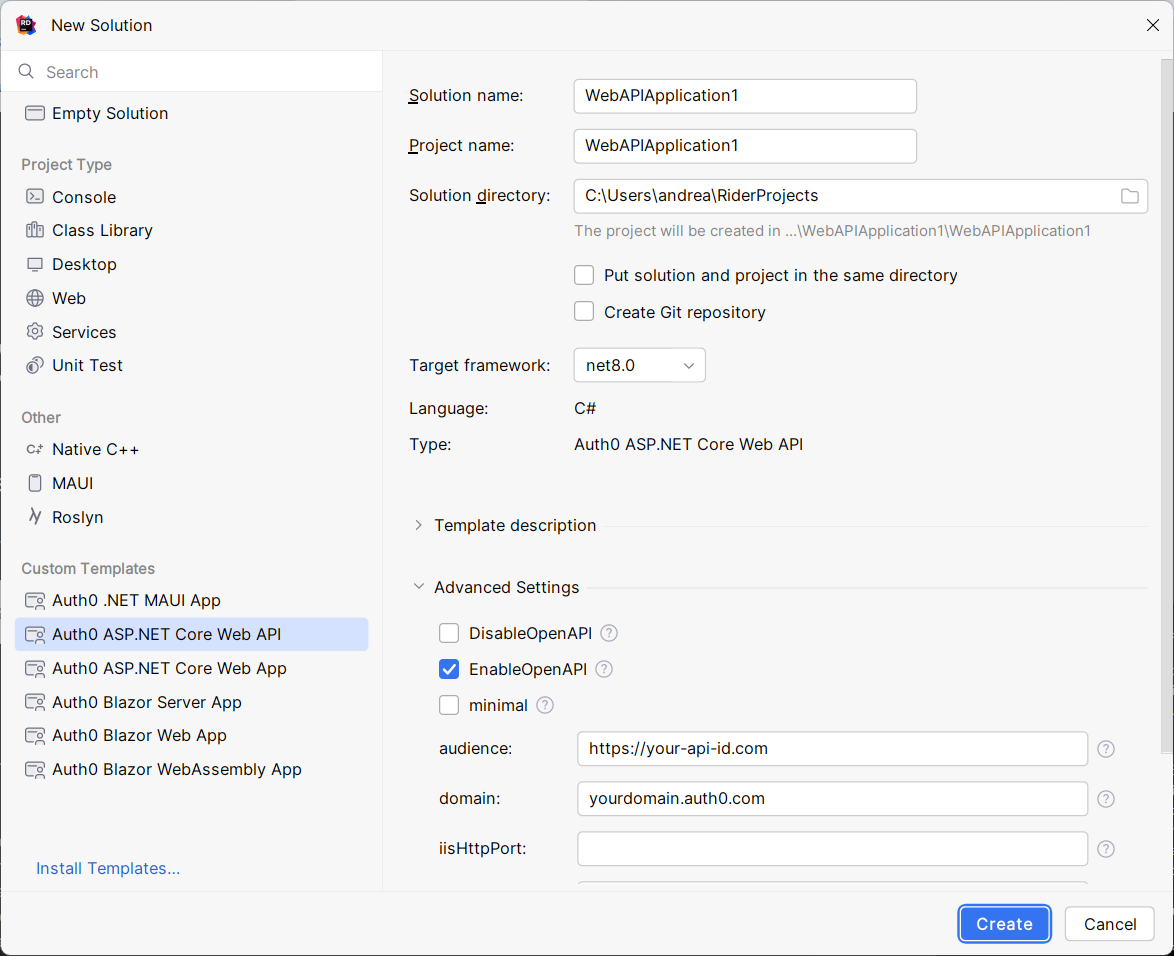 New Solution
Search
Empty Solution
Project Type
Console
Class Library
Desktop
Web
Services
Unit Test
Other
Native C++
MAUI
Roslyn
Custom Templates
Auth0 .NET MAUI App
Auth0 ASP.NET Core Web API
Auth0 ASP.NET Core Web App
Auth0 Blazor Server App
Auth0 Blazor Web App
Auth0 Blazor WebAssembly App
Install Templates...
Solution name: WebAPIApplication1
Project name: WebAPIApplication1
Solution directory: C:\Users\andrea\RiderProjects
The project will be created in ...\WebAPIApplication1\WebAPIApplication1
Put solution and project in the same directory
Create Git repository
Target framework: net8.0
Language: C#
Type: Auth0 ASP.NET Core Web API
Template description
Advanced Settings
DisableOpenAPI ?
EnableOpenAPI ?
minimal ?
audience: https://your-api-id.com ?
domain: yourdomain.auth0.com ?
iisHttpPort: ?
Create Cancel